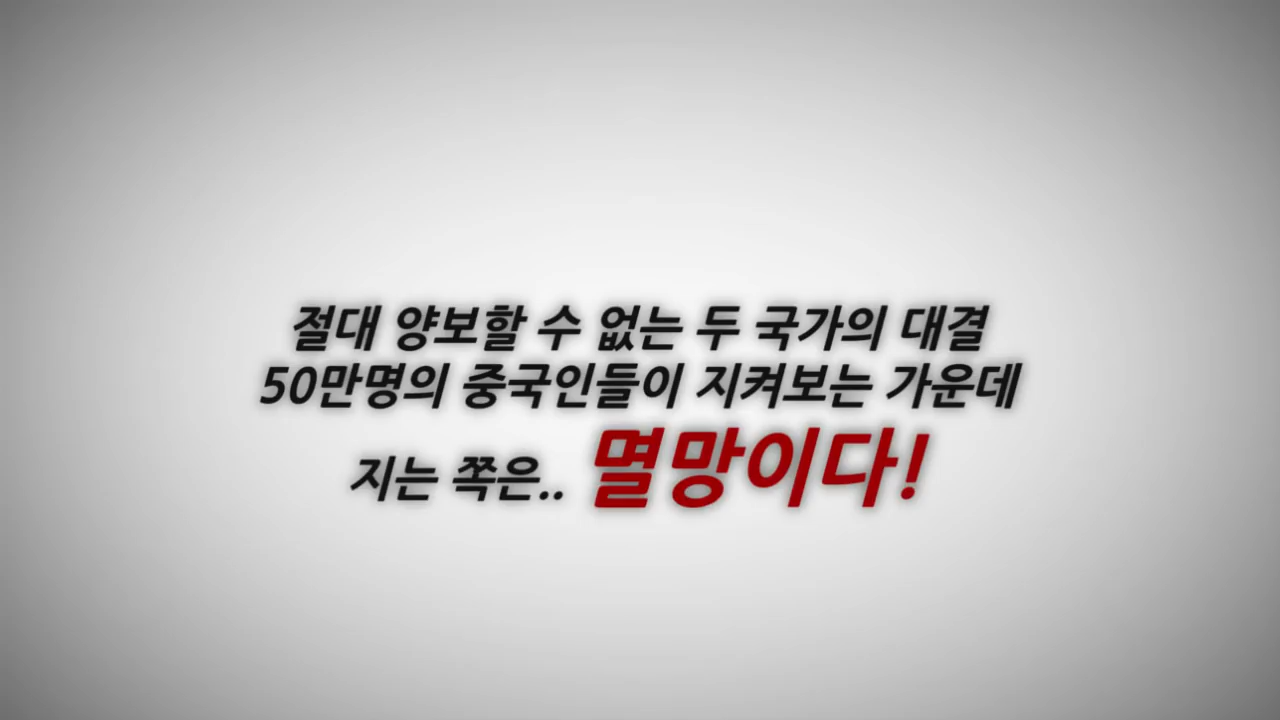 절대 양보할 수 없는 두 국가의 대결
50만명의 중국인들이 지켜보는 가운데
지는 쪽은.. 멸망이다!